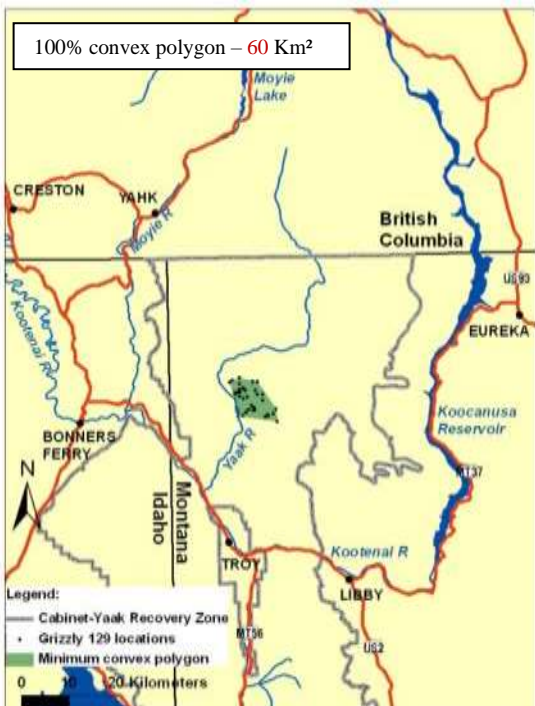 100% convex polygon – 60 Km²
Moyie
Lake
CRESTON
YAHK
Moyie R
British
Columbia
Kootenai R
US93
EUREKA
Koocanusa
Reservoir
BONNERS
FERRY
Yaak R
MT37
N
Idaho
Montana
TROY
Kootenai R
LIBBY
MT56
US2
Legend:
Cabinet-Yaak Recovery Zone
Grizzly 129 locations
Minimum convex polygon
0 10 20 Kilometers